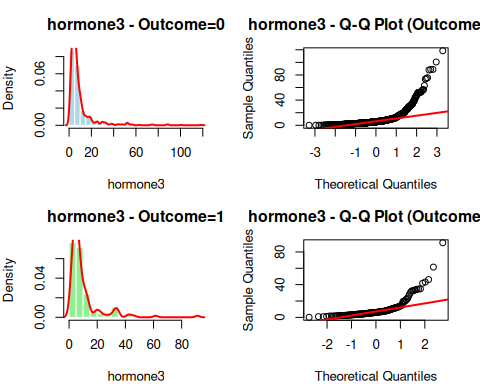 hormone3 - Outcome=0
Density
0.00
0.06
0
20
60
100
hormone3
hormone3 - Q-Q Plot (Outcome
Sample Quantiles
0
40
80
-3
-1
0
1
2
3
Theoretical Quantiles
hormone3 - Outcome=1
Density
0.00
0.04
0
20
40
60
80
hormone3
hormone3 - Q-Q Plot (Outcome
Sample Quantiles
0
40
80
-2
-1
0
1
2
Theoretical Quantiles